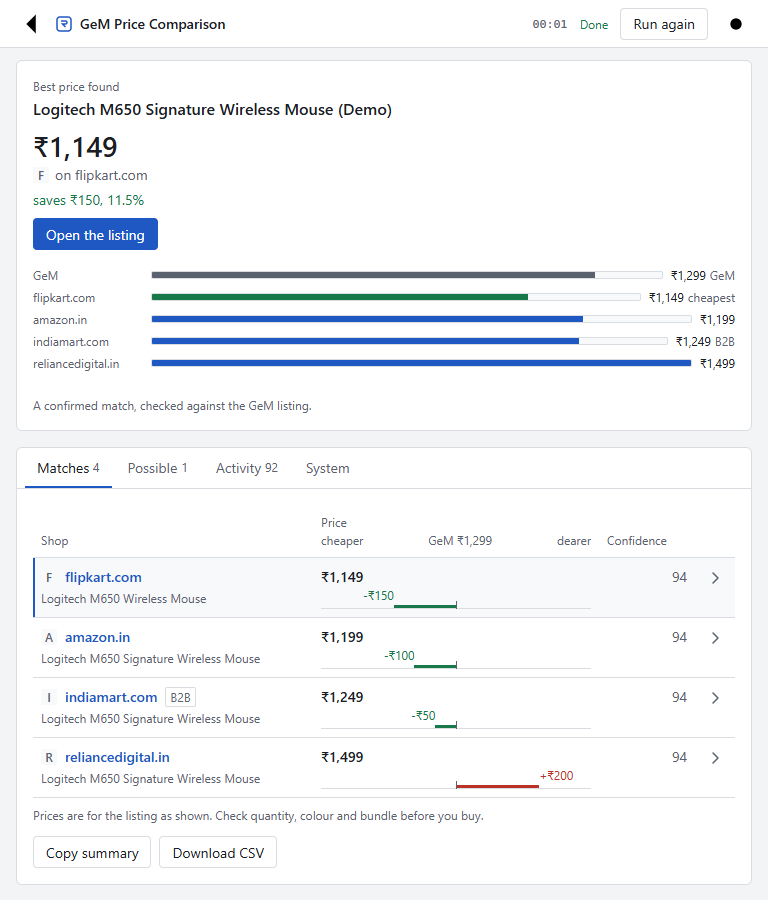 GeM Price Comparison
00:01 Done Run again
Best price found
Logitech M650 Signature Wireless Mouse (Demo)
₹1,149
F on flipkart.com
saves ₹150, 11.5%
Open the listing
GeM ₹1,299 GeM
flipkart.com ₹1,149 cheapest
amazon.in ₹1,199
indiamart.com ₹1,249 B2B
reliancedigital.in ₹1,499
A confirmed match, checked against the GeM listing.
Matches 4 Possible 1 Activity 92 System
Price
Shop cheaper GeM ₹1,299 dearer Confidence
F flipkart.com ₹1,149 94
-₹150
Logitech M650 Wireless Mouse
A amazon.in ₹1,199 94
-₹100
Logitech M650 Signature Wireless Mouse
I indiamart.com B2B ₹1,249 94
-₹50
Logitech M650 Signature Wireless Mouse
R reliancedigital.in ₹1,499 94
+₹200
Logitech M650 Signature Wireless Mouse
Prices are for the listing as shown. Check quantity, colour and bundle before you buy.
Copy summary Download CSV